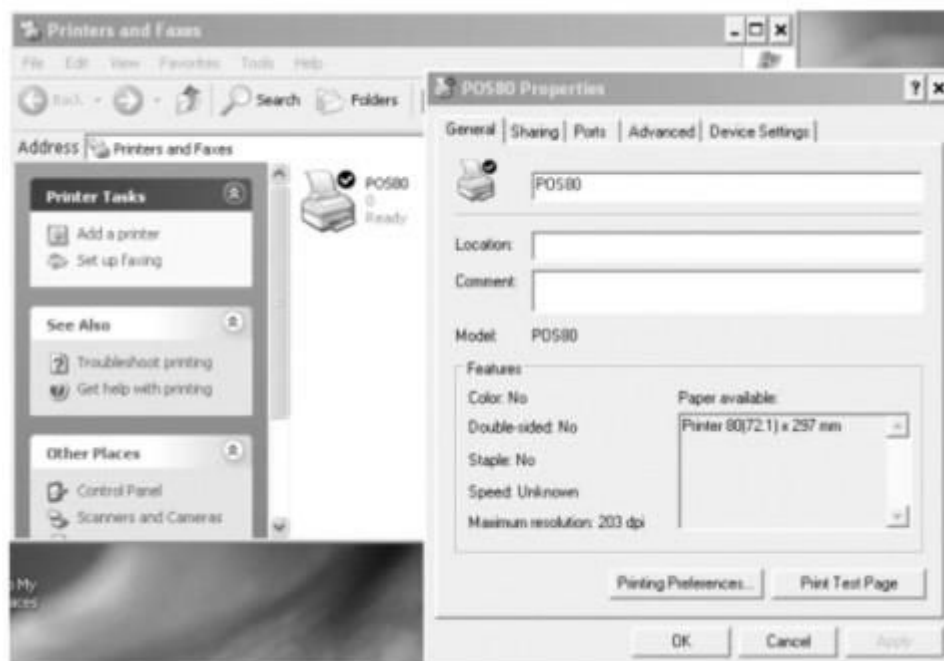 Printers and Faxes
File Edit View Favorites Tools Help
Back Search Folders
Address Printers and Faxes
Printer Tasks
Add a printer
Set up faxing
See Also
Troubleshoot printing
Get help with printing
Other Places
Control Panel
Scanners and Cameras
POS80
0
Ready
My
POS80 Properties
General Sharing Ports Advanced Device Settings
POS80
Location:
Comment:
Model: POS80
Features
Color: No
Double-sided: No
Staple: No
Speed: Unknown
Maximum resolution: 203 dpi
Paper available:
Printer 80(72.1) x 297 mm
Printing Preferences...
Print Test Page
OK Cancel Apply